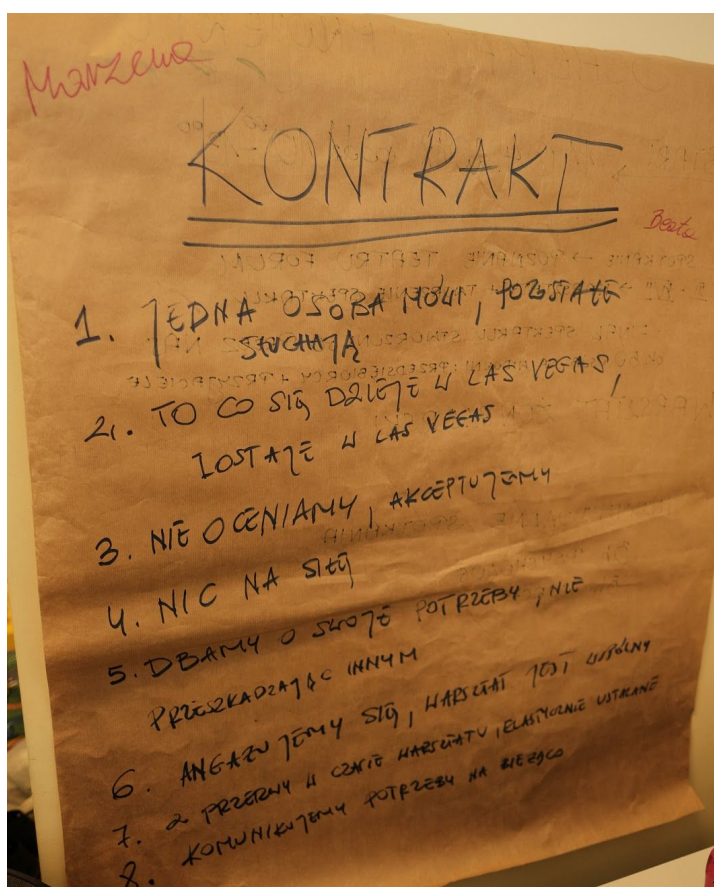 Marzena
KONTRAKT
Beata
1. JEDNA OSOBA MÓWI, POZOSTAŁE
SŁUCHAJĄ
2. TO CO SIĘ DZIEJE W LAS VEGAS,
ZOSTAJE W LAS VEGAS
3. NIE OCENIAMY, AKCEPTUJEMY
4. NIC NA SIŁĘ
5. DBAMY O SWOJE POTRZEBY, NIE
PRZESZKADZAJĄC INNYM
6. ANGAŻUJEMY SIĘ, WARSZTAT JEST WSPÓLNY
7. 2 PRZERWY W CZASIE WARSZTATU, ELASTYCZNIE USTALANE
8. KOMUNIKUJEMY POTRZEBY NA BIEŻĄCO